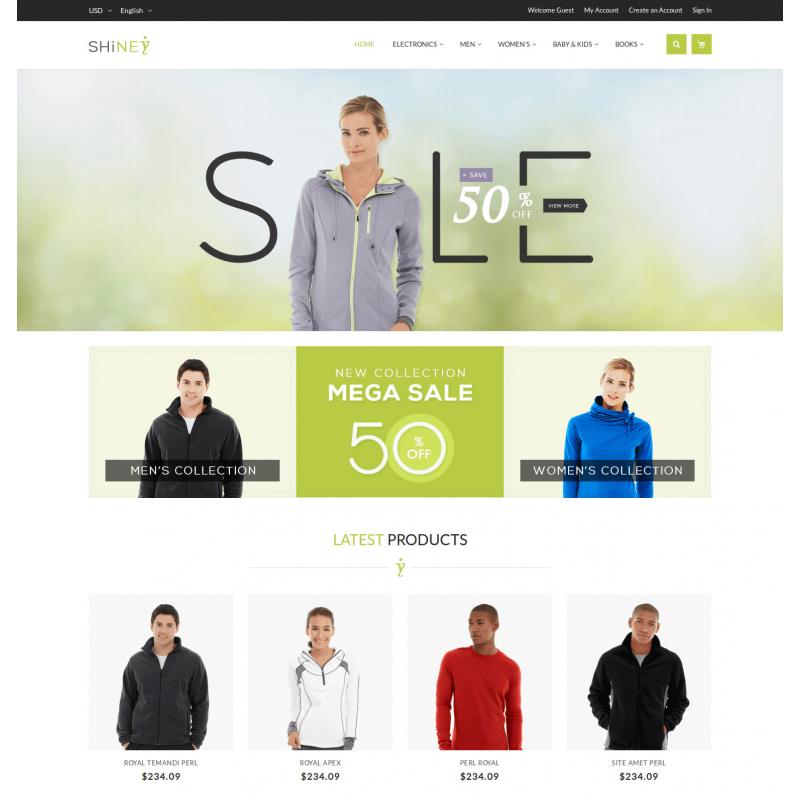 USD English Welcome Guest My Account Create an Account Sign In
SHiNEy HOME ELECTRONICS MEN WOMEN'S BABY & KIDS BOOKS
SALE
+ SAVE
50 % OFF
VIEW MORE
NEW COLLECTION
MEGA SALE
50 % OFF
MEN'S COLLECTION
WOMEN'S COLLECTION
LATEST PRODUCTS
ROYAL TEMANDI PERL
$234.09
ROYAL APEX
$234.09
PERL ROYAL
$234.09
SITE AMET PERL
$234.09